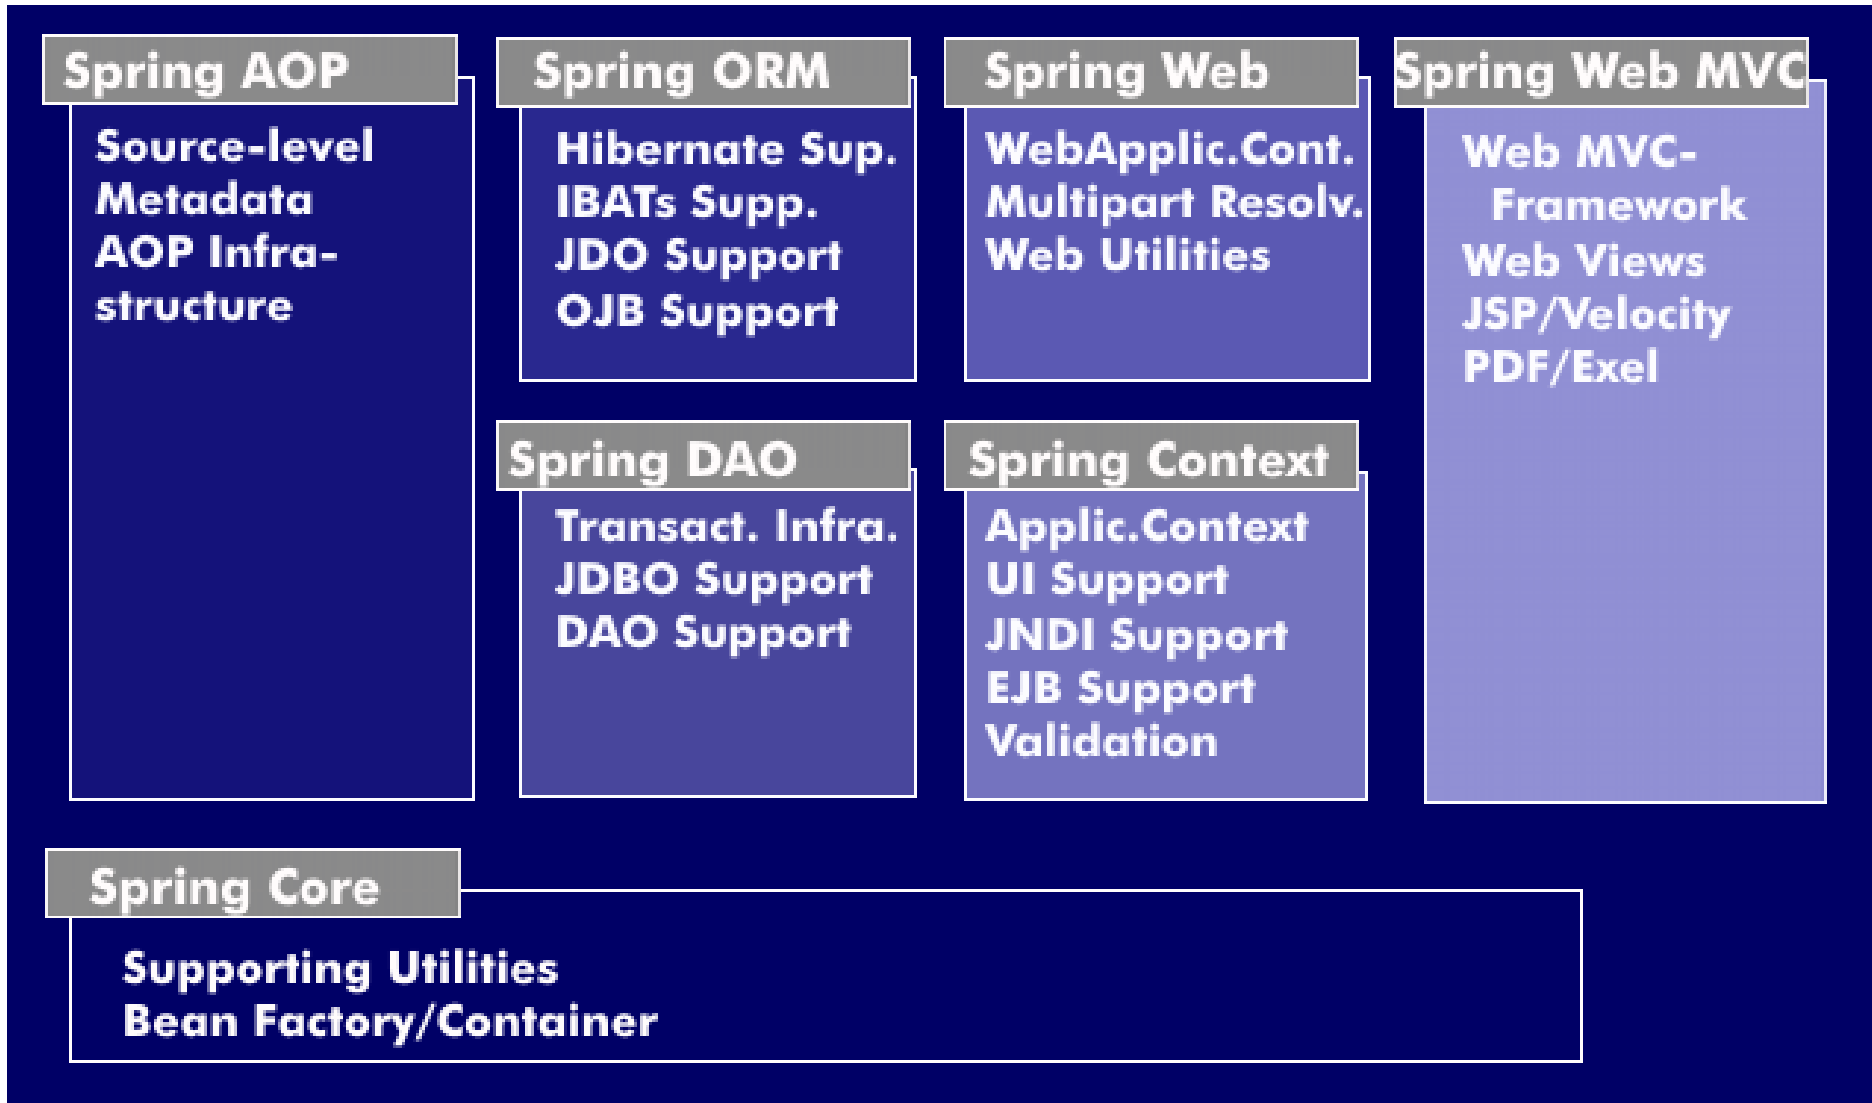 Spring AOP
Source-level
Metadata
AOP Infra-
structure
Spring ORM
Hibernate Sup.
IBATs Supp.
JDO Support
OJB Support
Spring Web
WebApplic.Cont.
Multipart Resolv.
Web Utilities
Spring Web MVC
Web MVC-
Framework
Web Views
JSP/Velocity
PDF/Exel
Spring DAO
Transact. Infra.
JDBO Support
DAO Support
Spring Context
Applic.Context
UI Support
JNDI Support
EJB Support
Validation
Spring Core
Supporting Utilities
Bean Factory/Container